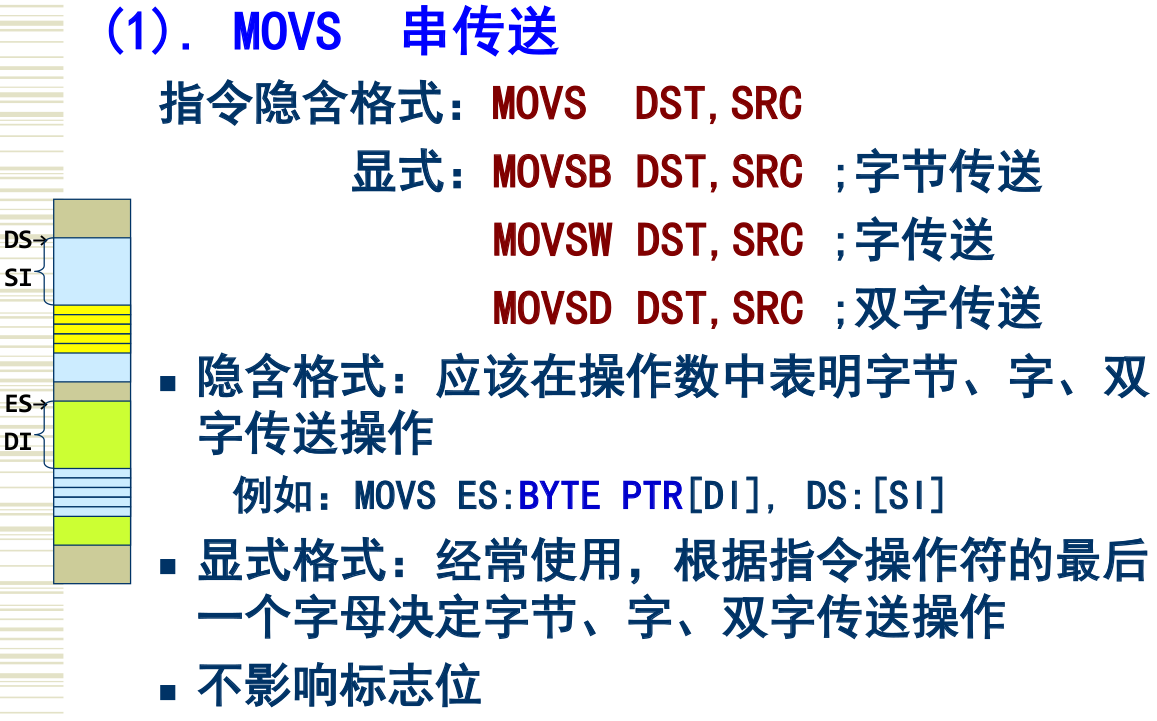 (1). MOVS 串传送
指令隐含格式：MOVS DST,SRC
显式：MOVSB DST,SRC ;字节传送
MOVSW DST,SRC ;字传送
MOVSD DST,SRC ;双字传送
■ 隐含格式：应该在操作数中表明字节、字、双
字传送操作
例如：MOVS ES:BYTE PTR[DI], DS:[SI]
■ 显式格式：经常使用，根据指令操作符的最后
一个字母决定字节、字、双字传送操作
■ 不影响标志位
DS→
SI
ES→
DI